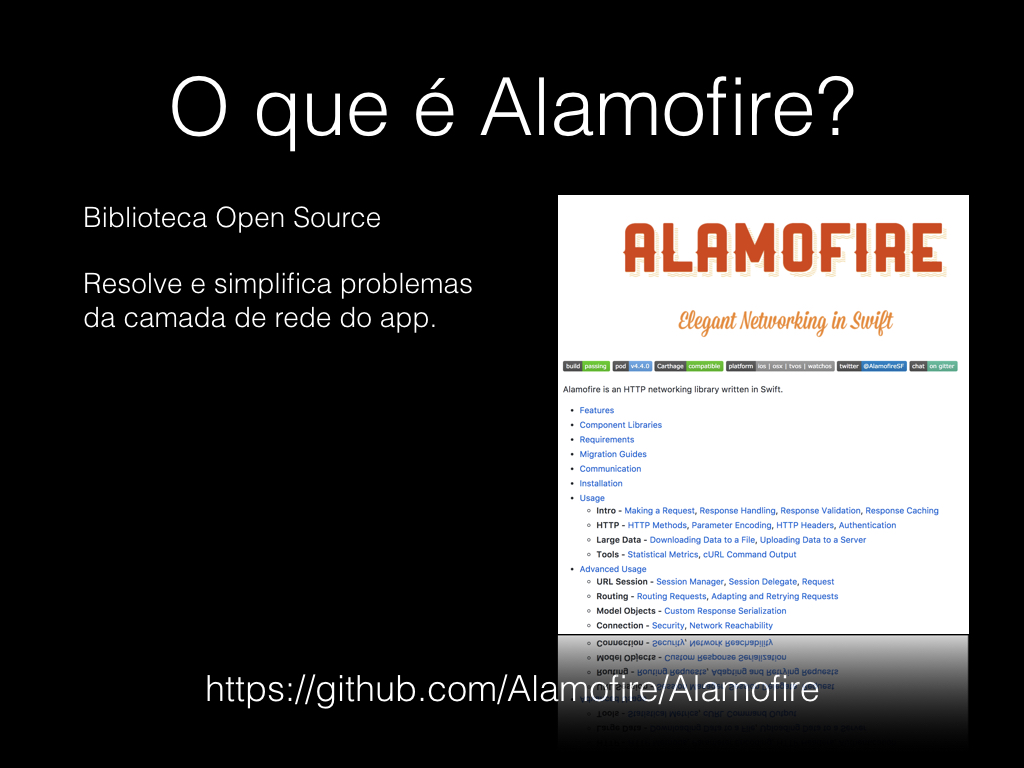 O que é Alamofire?
Biblioteca Open Source
Resolve e simplifica problemas
da camada de rede do app.
ALAMOFIRE
Elegant Networking in Swift
build passing pod v4.4.0 Carthage compatible platform ios | osx | tvos | watchos twitter @AlamofireSF chat on gitter
Alamofire is an HTTP networking library written in Swift.
• Features
• Component Libraries
• Requirements
• Migration Guides
• Communication
• Installation
• Usage
◦ Intro - Making a Request, Response Handling, Response Validation, Response Caching
◦ HTTP - HTTP Methods, Parameter Encoding, HTTP Headers, Authentication
◦ Large Data - Downloading Data to a File, Uploading Data to a Server
◦ Tools - Statistical Metrics, cURL Command Output
• Advanced Usage
◦ URL Session - Session Manager, Session Delegate, Request
◦ Routing - Routing Requests, Adapting and Retrying Requests
◦ Model Objects - Custom Response Serialization
◦ Connection - Security, Network Reachability
https://github.com/Alamofire/Alamofire